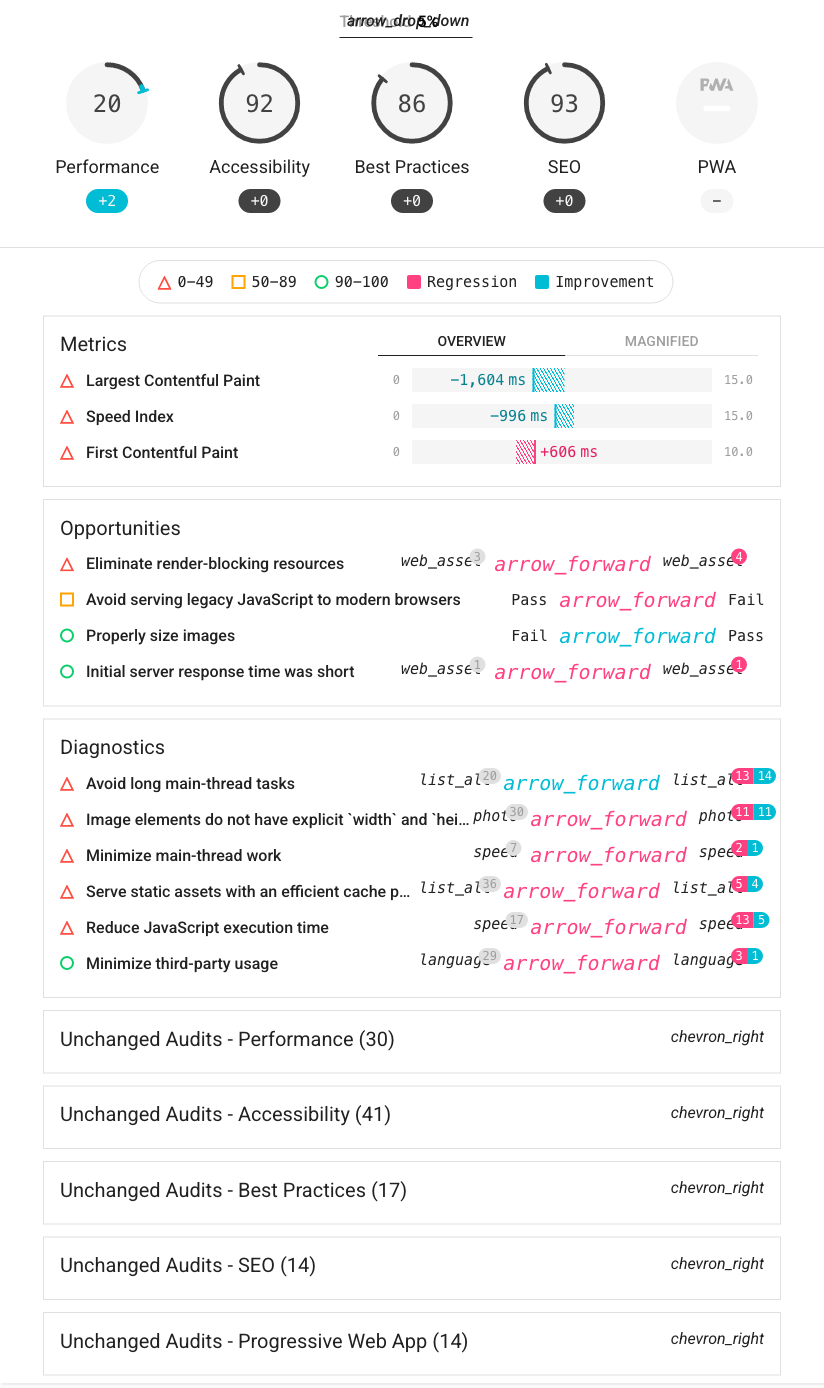 Threshold 5% arrow_drop_down
20 92 86 93 PWA
Performance Accessibility Best Practices SEO PWA
+2 +0 +0 +0 –
0–49 50–89 90–100 Regression Improvement
Metrics OVERVIEW MAGNIFIED
Largest Contentful Paint 0 −1,604 ms 15.0
Speed Index 0 −996 ms 15.0
First Contentful Paint 0 +606 ms 10.0
Opportunities
Eliminate render-blocking resources web_asset 3 arrow_forward web_asset 4
Avoid serving legacy JavaScript to modern browsers Pass arrow_forward Fail
Properly size images Fail arrow_forward Pass
Initial server response time was short web_asset 1 arrow_forward web_asset 1
Diagnostics
Avoid long main-thread tasks list_alt 20 arrow_forward list_alt 13 14
Image elements do not have explicit `width` and `hei... photo 30 arrow_forward photo 11 11
Minimize main-thread work speed 7 arrow_forward speed 2 1
Serve static assets with an efficient cache p... list_alt 36 arrow_forward list_alt 5 4
Reduce JavaScript execution time speed 17 arrow_forward speed 13 5
Minimize third-party usage language 29 arrow_forward language 3 1
Unchanged Audits - Performance (30) chevron_right
Unchanged Audits - Accessibility (41) chevron_right
Unchanged Audits - Best Practices (17) chevron_right
Unchanged Audits - SEO (14) chevron_right
Unchanged Audits - Progressive Web App (14) chevron_right